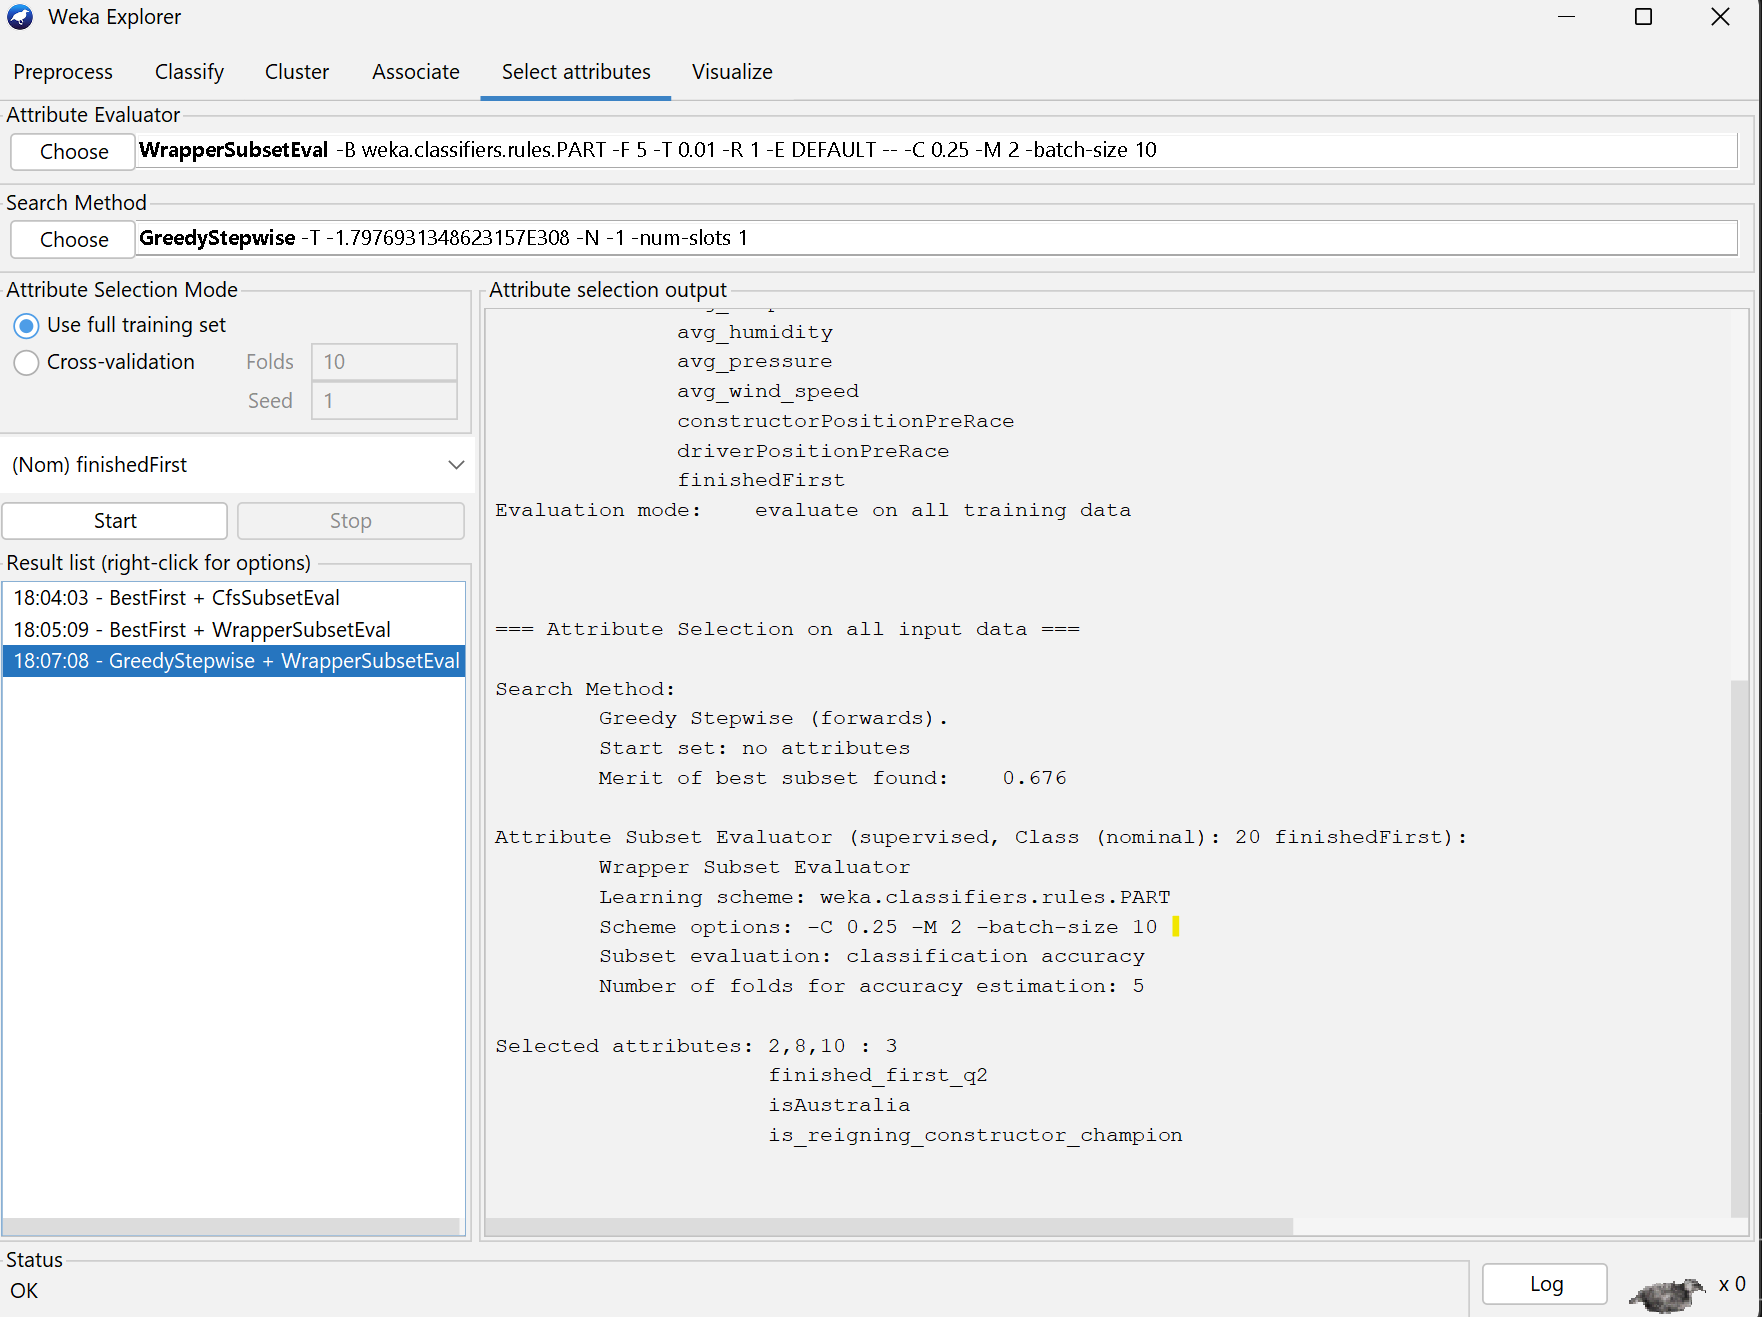 Weka Explorer
Preprocess Classify Cluster Associate Select attributes Visualize
Attribute Evaluator
Choose WrapperSubsetEval -B weka.classifiers.rules.PART -F 5 -T 0.01 -R 1 -E DEFAULT -- -C 0.25 -M 2 -batch-size 10
Search Method
Choose GreedyStepwise -T -1.7976931348623157E308 -N -1 -num-slots 1
Attribute Selection Mode
Use full training set
Cross-validation Folds 10
Seed 1
(Nom) finishedFirst
Start Stop
Result list (right-click for options)
18:04:03 - BestFirst + CfsSubsetEval
18:05:09 - BestFirst + WrapperSubsetEval
18:07:08 - GreedyStepwise + WrapperSubsetEval
Attribute selection output
avg_humidity
avg_pressure
avg_wind_speed
constructorPositionPreRace
driverPositionPreRace
finishedFirst
Evaluation mode: evaluate on all training data
=== Attribute Selection on all input data ===
Search Method:
Greedy Stepwise (forwards).
Start set: no attributes
Merit of best subset found: 0.676
Attribute Subset Evaluator (supervised, Class (nominal): 20 finishedFirst):
Wrapper Subset Evaluator
Learning scheme: weka.classifiers.rules.PART
Scheme options: -C 0.25 -M 2 -batch-size 10
Subset evaluation: classification accuracy
Number of folds for accuracy estimation: 5
Selected attributes: 2,8,10 : 3
finished_first_q2
isAustralia
is_reigning_constructor_champion
Status
OK
Log x 0